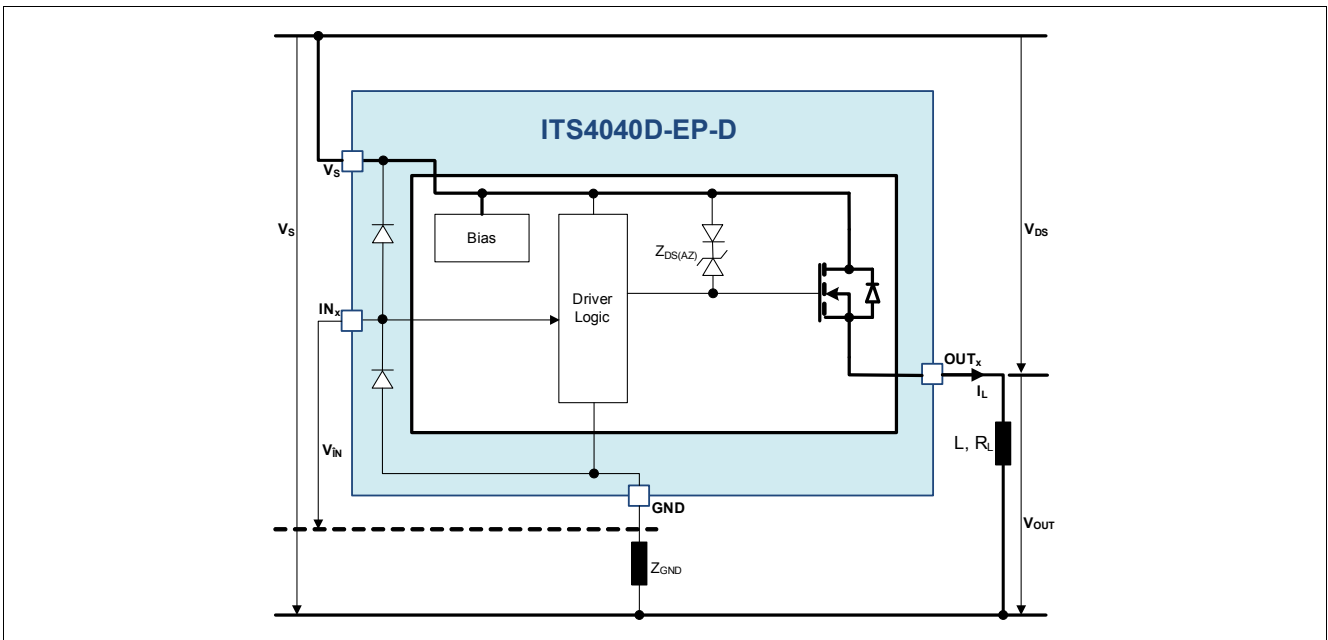 ITS4040D-EP-D
VS
VS
VDS
Bias
ZDS(AZ)
INx
Driver
Logic
OUTx
IL
VIN
L, RL
GND
VOUT
ZGND